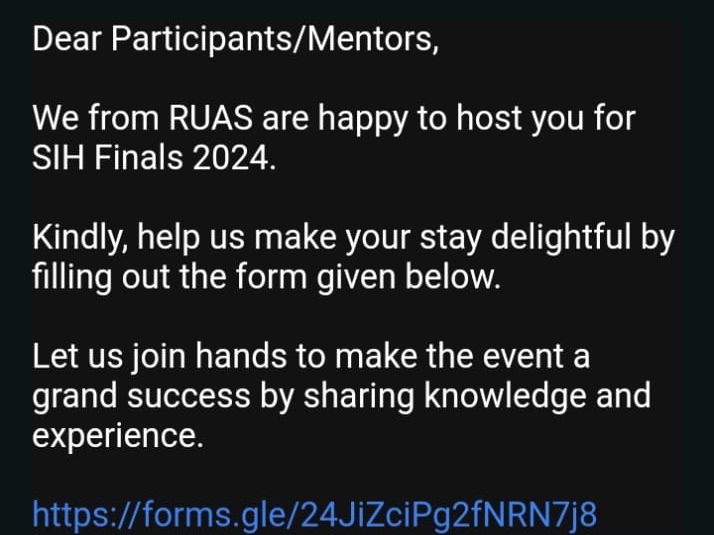 Dear Participants/Mentors,
We from RUAS are happy to host you for
SIH Finals 2024.
Kindly, help us make your stay delightful by
filling out the form given below.
Let us join hands to make the event a
grand success by sharing knowledge and
experience.
https://forms.gle/24JiZciPg2fNRN7j8